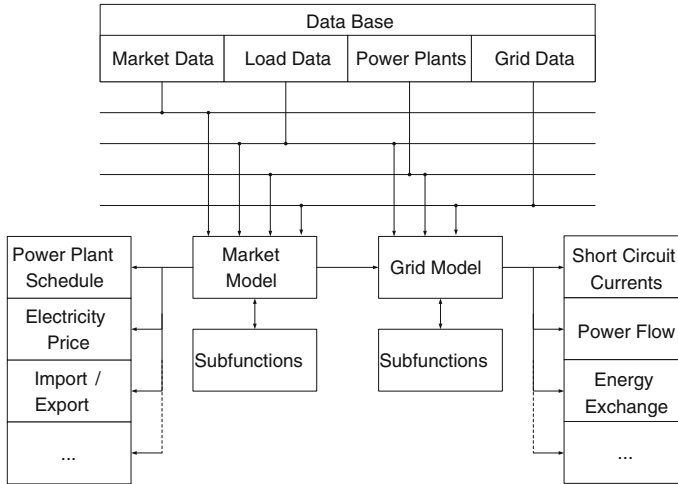 Data Base
Market Data
Load Data
Power Plants
Grid Data
Power Plant
Schedule
Electricity
Price
Import /
Export
...
Market
Model
Subfunctions
Grid Model
Subfunctions
Short Circuit
Currents
Power Flow
Energy
Exchange
...